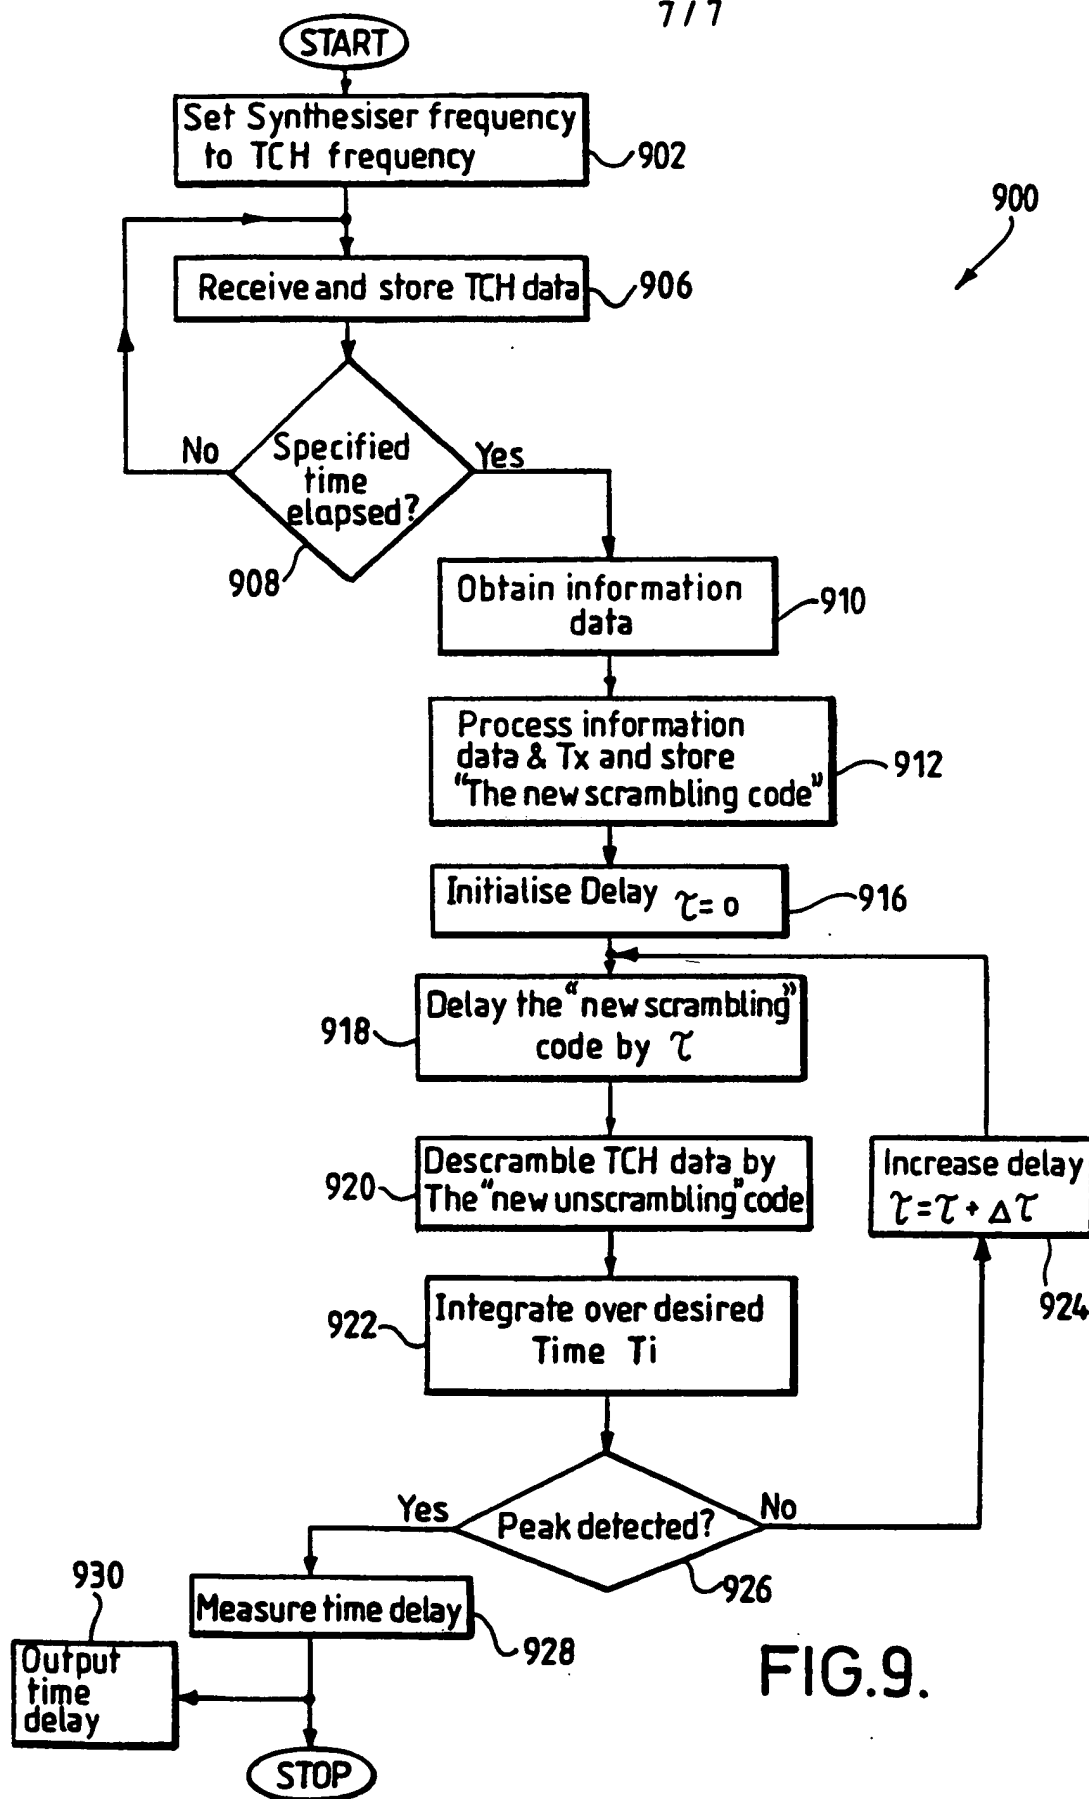 7/7
START
Set Synthesiser frequency
to TCH frequency
902
900
Receive and store TCH data
906
No
Specified
time
elapsed?
Yes
908
Obtain information
data
910
Process information
data & Tx and store
"The new scrambling code"
912
Initialise Delay τ=0
916
Delay the "new scrambling"
code by τ
918
Descramble TCH data by
The "new unscrambling" code
920
Increase delay
τ=τ+Δτ
924
Integrate over desired
Time Ti
922
Yes
Peak detected?
No
926
930
Measure time delay
928
Output
time
delay
STOP
FIG.9.